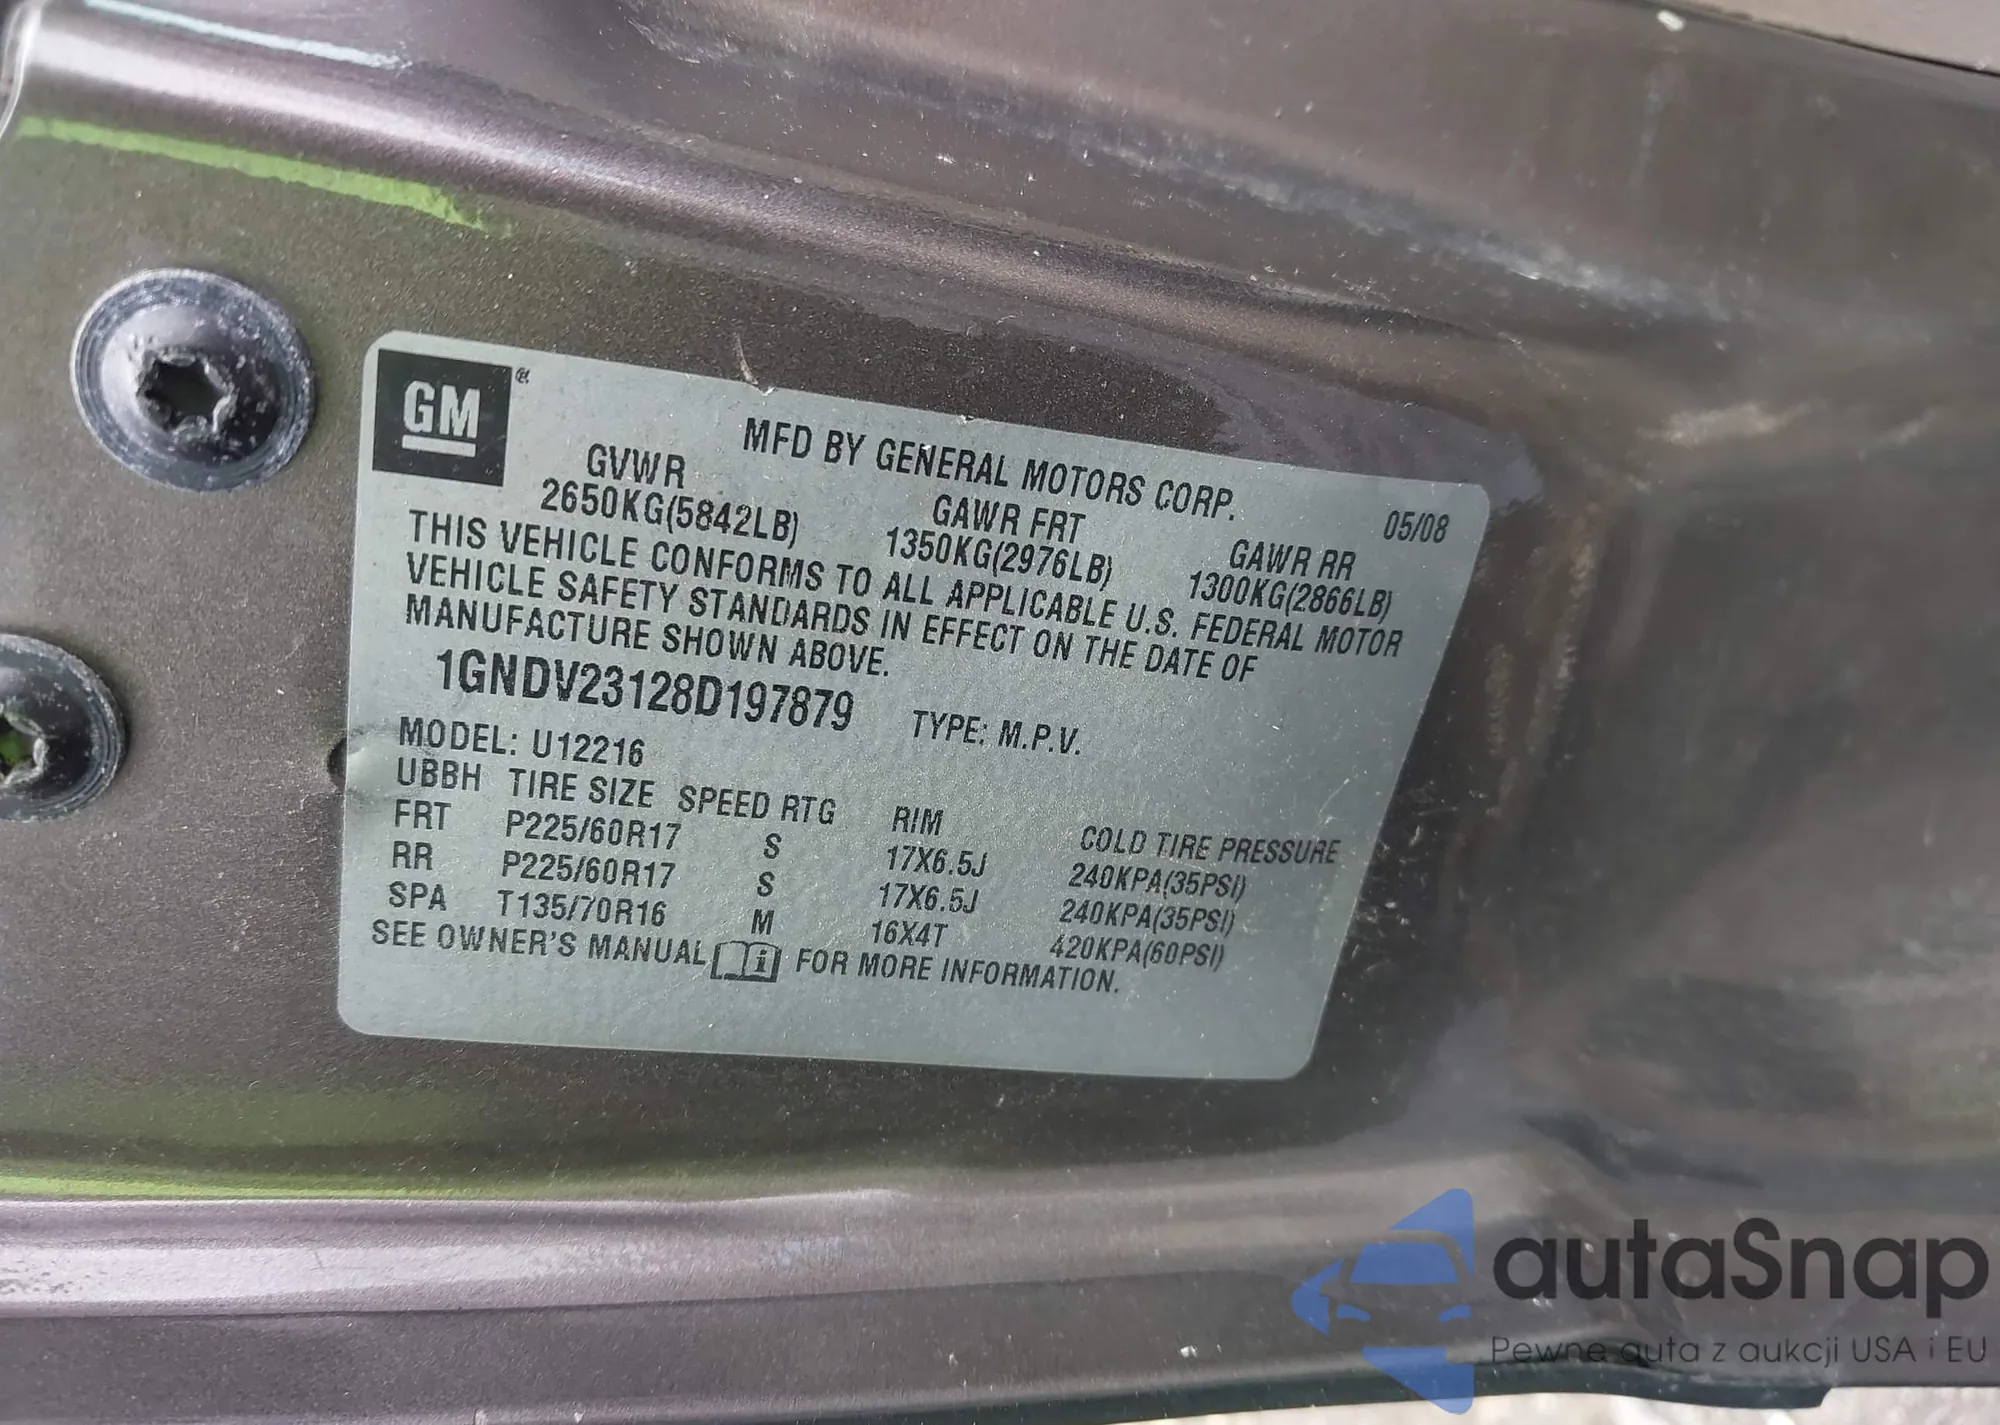 GM®
MFD BY GENERAL MOTORS CORP. 05/08
GVWR GAWR FRT GAWR RR
2650KG(5842LB) 1350KG(2976LB) 1300KG(2866LB)
THIS VEHICLE CONFORMS TO ALL APPLICABLE U.S. FEDERAL MOTOR
VEHICLE SAFETY STANDARDS IN EFFECT ON THE DATE OF
MANUFACTURE SHOWN ABOVE.
1GNDV23128D197879 TYPE: M.P.V.
MODEL: U12216
UBBH TIRE SIZE SPEED RTG RIM COLD TIRE PRESSURE
FRT P225/60R17 S 17X6.5J 240KPA(35PSI)
RR P225/60R17 S 17X6.5J 240KPA(35PSI)
SPA T135/70R16 M 16X4T 420KPA(60PSI)
SEE OWNER'S MANUAL i FOR MORE INFORMATION.
autaSnap
Pewne auta z aukcji USA i EU